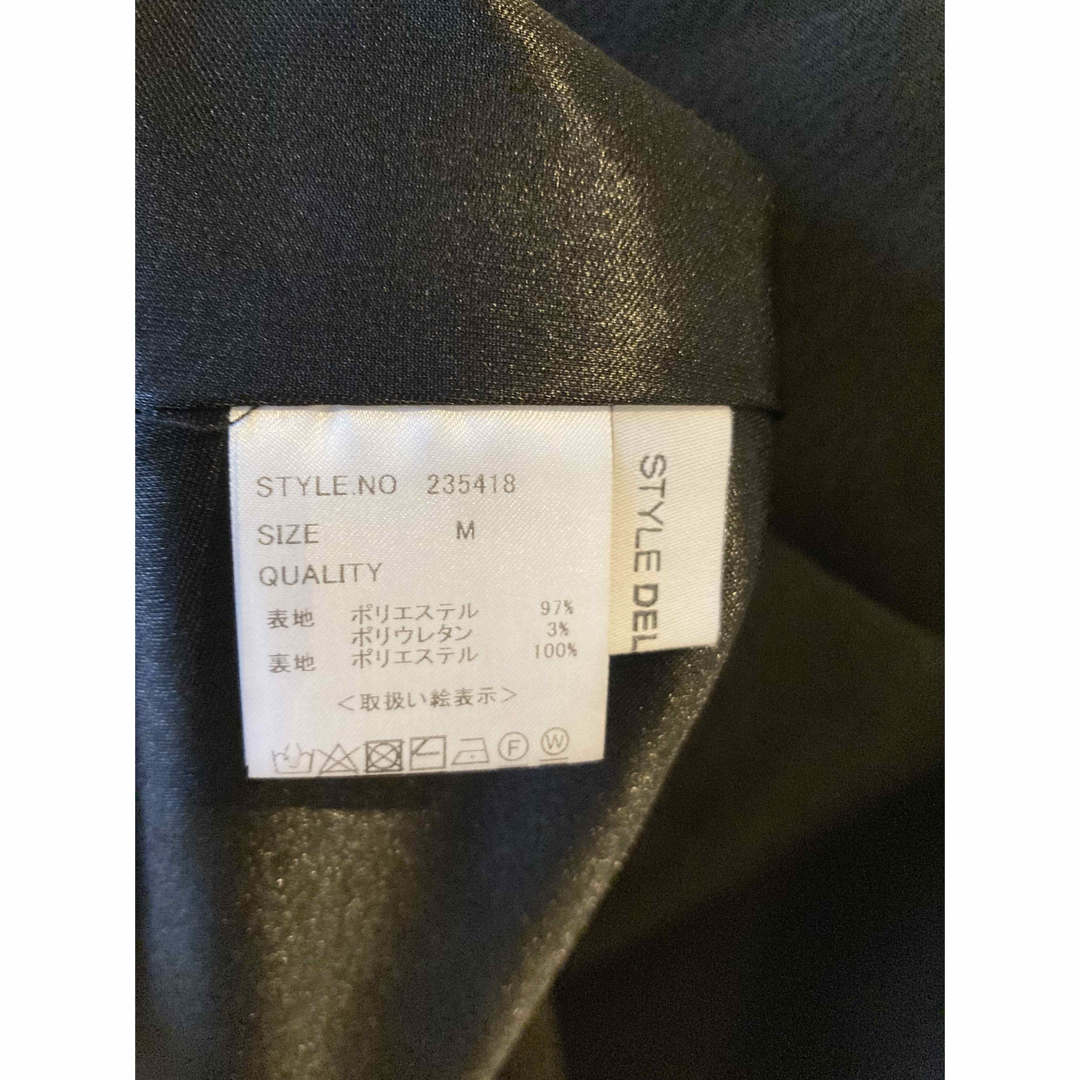 STYLE.NO 235418
SIZE M
QUALITY
表地 ポリエステル 97%
ポリウレタン 3%
裏地 ポリエステル 100%
<取扱い絵表示>
F W
STYLE DEL